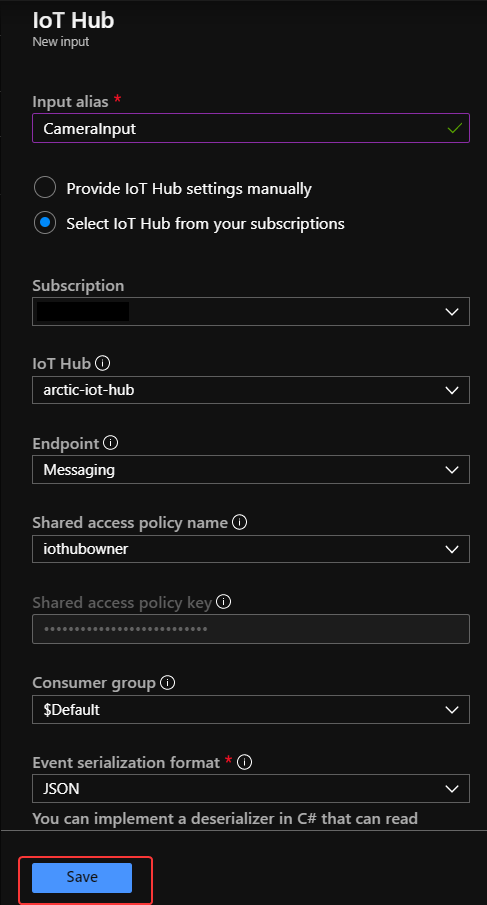 IoT Hub
New input
Input alias *
CameraInput
Provide IoT Hub settings manually
Select IoT Hub from your subscriptions
Subscription
IoT Hub
arctic-iot-hub
Endpoint
Messaging
Shared access policy name
iothubowner
Shared access policy key
Consumer group
$Default
Event serialization format *
JSON
You can implement a deserializer in C# that can read
Save